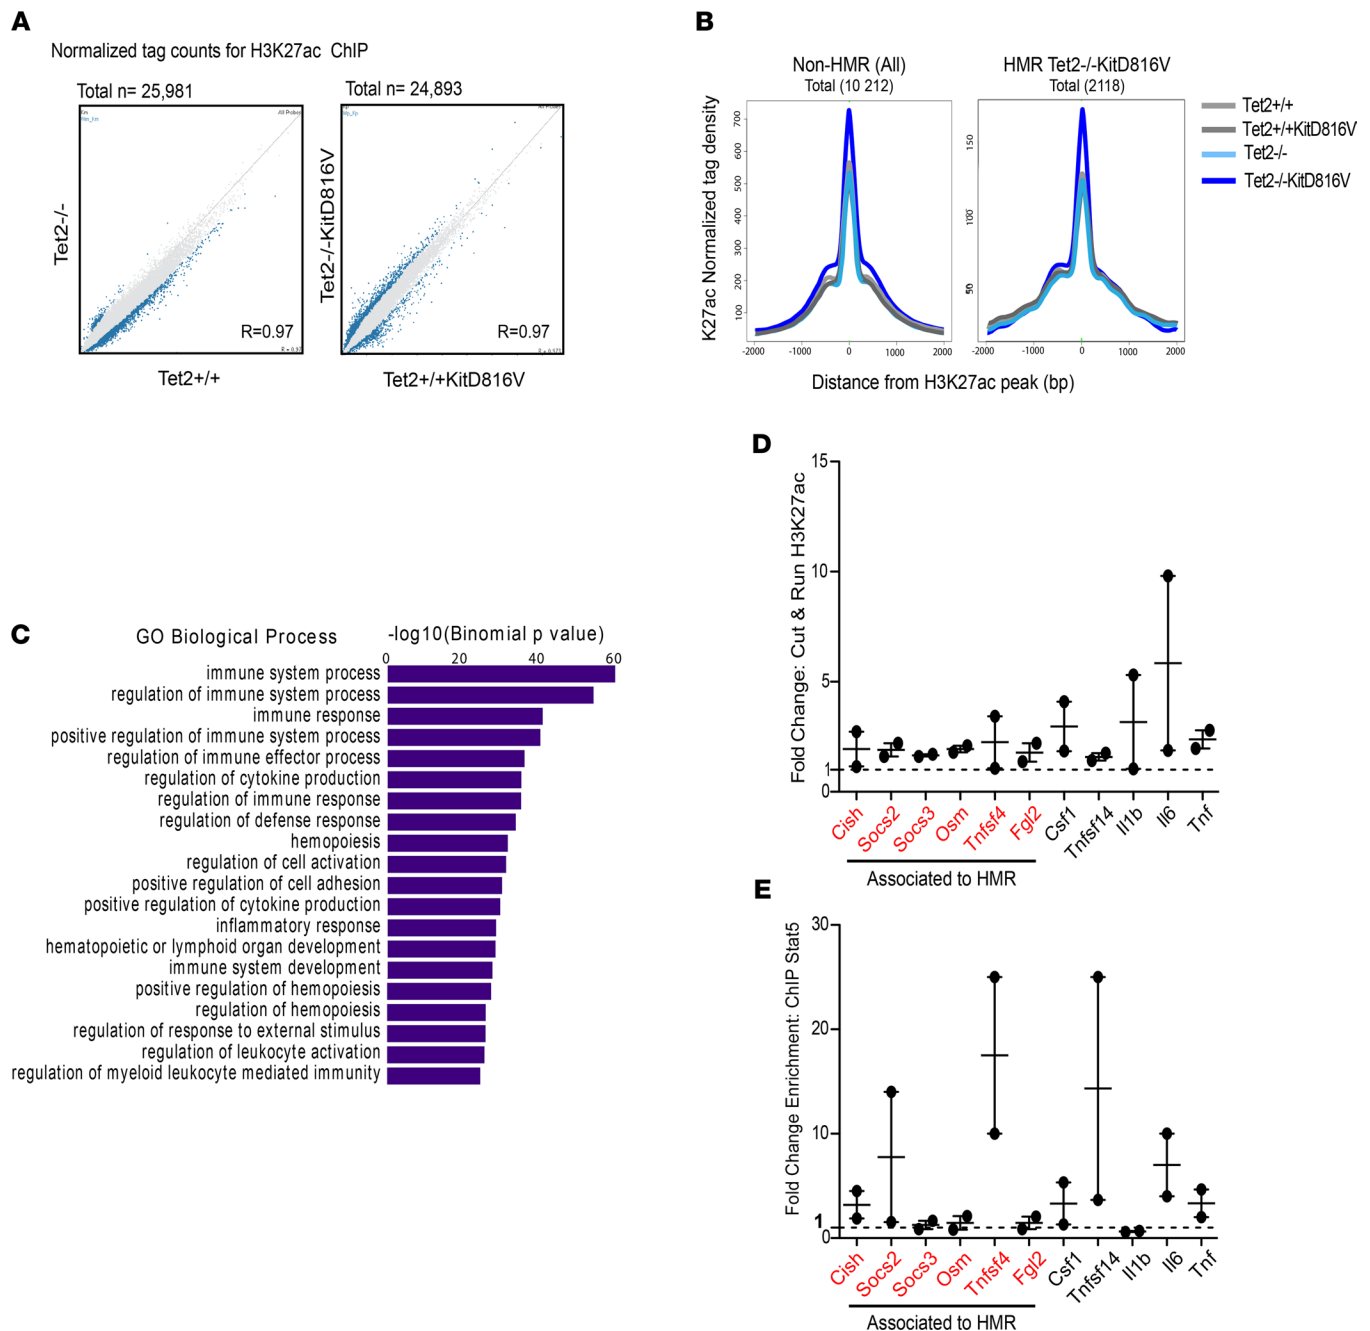 A
Normalized tag counts for H3K27ac ChIP
Total n= 25,981
Total n= 24,893
All Probes
Tet2-/-
R=0.97
Tet2+/+
Tet2-/-KitD816V
R=0.97
Tet2+/+KitD816V
B
Non-HMR (All)
Total (10 212)
HMR Tet2-/-KitD816V
Total (2118)
K27ac Normalized tag density
700
600
500
400
300
200
100
-2000 -1000 0 1000 2000
150
100
50
-2000 -1000 0 1000 2000
Distance from H3K27ac peak (bp)
Tet2+/+
Tet2+/+KitD816V
Tet2-/-
Tet2-/-KitD816V
C
GO Biological Process
-log10(Binomial p value)
0 20 40 60
immune system process
regulation of immune system process
immune response
positive regulation of immune system process
regulation of immune effector process
regulation of cytokine production
regulation of immune response
regulation of defense response
hemopoiesis
regulation of cell activation
positive regulation of cell adhesion
positive regulation of cytokine production
inflammatory response
hematopoietic or lymphoid organ development
immune system development
positive regulation of hemopoiesis
regulation of hemopoiesis
regulation of response to external stimulus
regulation of leukocyte activation
regulation of myeloid leukocyte mediated immunity
D
Fold Change: Cut & Run H3K27ac
15
10
5
1
0
Cish Socs2 Socs3 Osm Tnfsf4 Fgl2 Csf1 Tnfsf14 Il1b Il6 Tnf
Associated to HMR
E
Fold Change Enrichment: ChIP Stat5
30
20
10
1
0
Cish Socs2 Socs3 Osm Tnfsf4 Fgl2 Csf1 Tnfsf14 Il1b Il6 Tnf
Associated to HMR